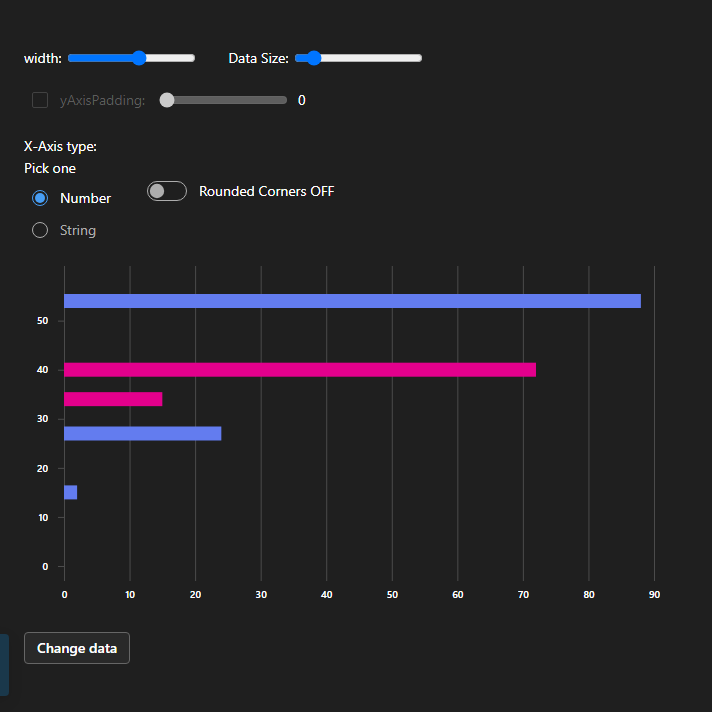 width: Data Size:
yAxisPadding: 0
X-Axis type:
Pick one
Number Rounded Corners OFF
String
50
40
30
20
10
0
0 10 20 30 40 50 60 70 80 90
Change data